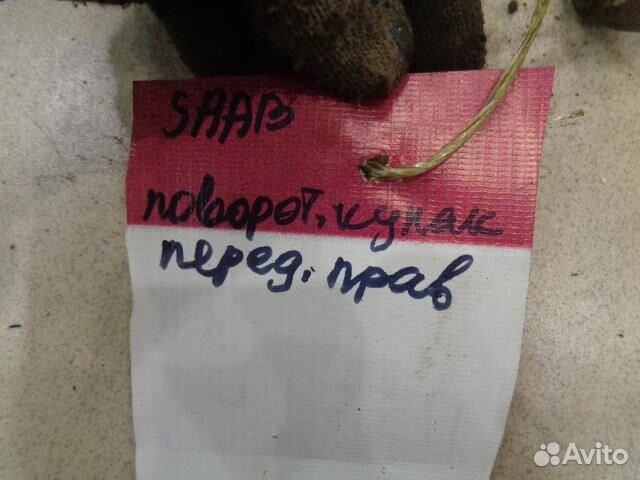 SAAB
поворот. кулак
перед. прав
Avito